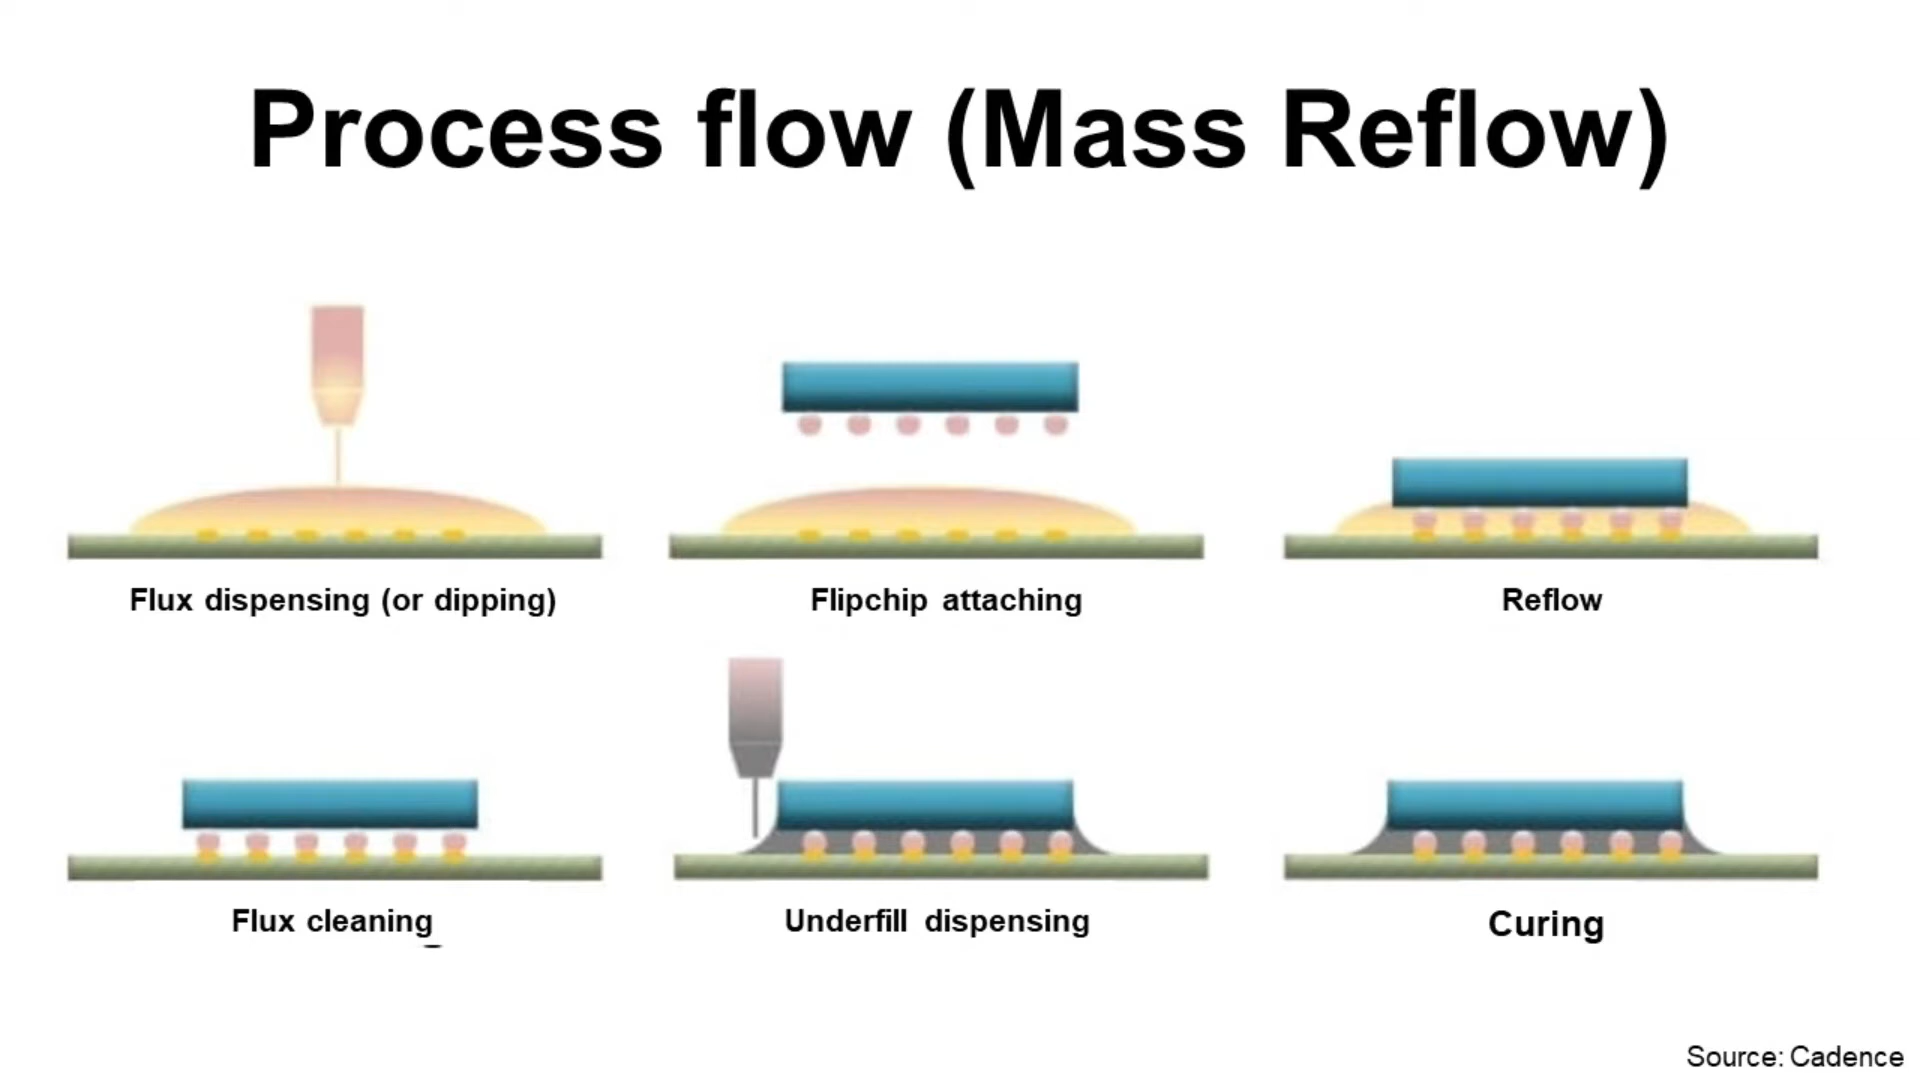 Process flow (Mass Reflow)
Flux dispensing (or dipping)
Flipchip attaching
Reflow
Flux cleaning
Underfill dispensing
Curing
Source: Cadence